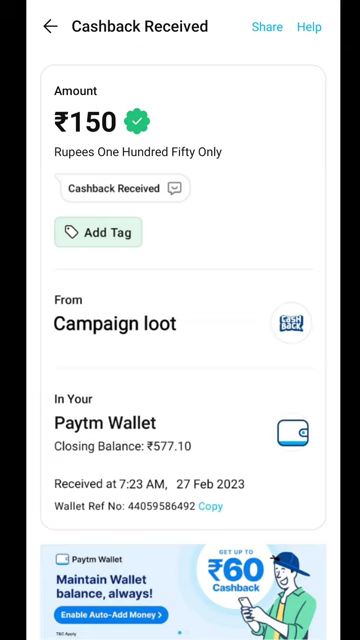 Cashback Received
Share
Help
Amount
₹150
Rupees One Hundred Fifty Only
Cashback Received
Add Tag
From
Campaign loot
CASH
BACK
In Your
Paytm Wallet
Closing Balance: ₹577.10
Received at 7:23 AM, 27 Feb 2023
Wallet Ref No: 44059586492 Copy
Paytm Wallet
Maintain Wallet
balance, always!
Enable Auto-Add Money >
T&C Apply
GET UP TO
₹60
Cashback